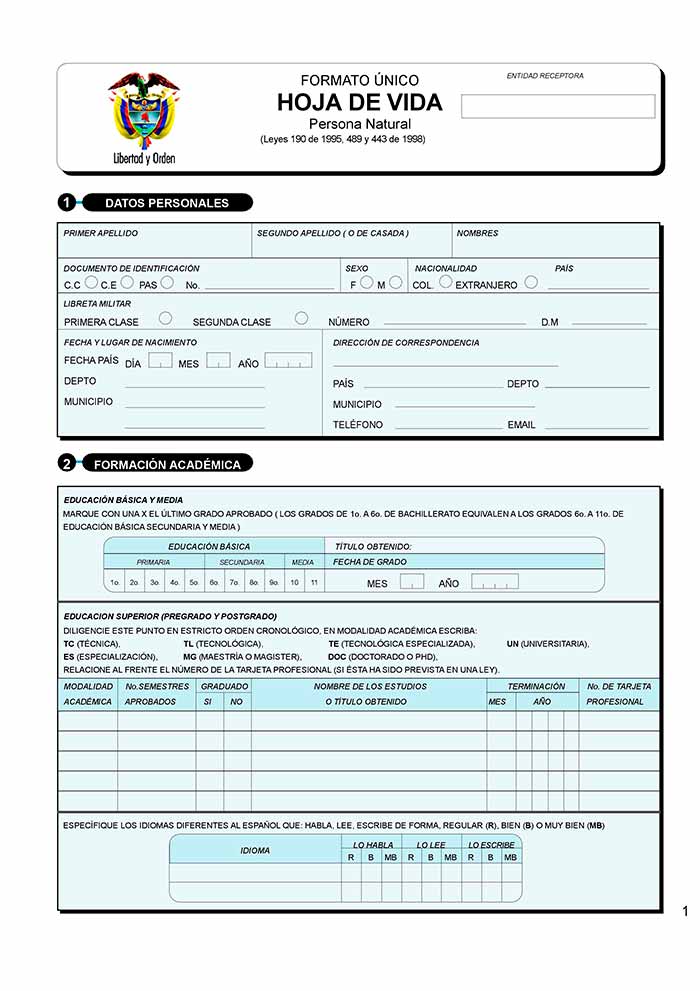 FORMATO ÚNICO
HOJA DE VIDA
Persona Natural
(Leyes 190 de 1995, 489 y 443 de 1998)
ENTIDAD RECEPTORA
Libertad y Orden
1 DATOS PERSONALES
PRIMER APELLIDO SEGUNDO APELLIDO ( O DE CASADA ) NOMBRES
DOCUMENTO DE IDENTIFICACIÓN SEXO NACIONALIDAD PAÍS
C.C C.E PAS No. F M COL. EXTRANJERO
LIBRETA MILITAR
PRIMERA CLASE SEGUNDA CLASE NÚMERO D.M
FECHA Y LUGAR DE NACIMIENTO DIRECCIÓN DE CORRESPONDENCIA
FECHA PAÍS DÍA MES AÑO
DEPTO PAÍS DEPTO
MUNICIPIO MUNICIPIO
TELÉFONO EMAIL
2 FORMACIÓN ACADÉMICA
EDUCACIÓN BÁSICA Y MEDIA
MARQUE CON UNA X EL ÚLTIMO GRADO APROBADO ( LOS GRADOS DE 1o. A 6o. DE BACHILLERATO EQUIVALEN A LOS GRADOS 6o. A 11o. DE
EDUCACIÓN BÁSICA SECUNDARIA Y MEDIA )
EDUCACIÓN BÁSICA TÍTULO OBTENIDO:
PRIMARIA SECUNDARIA MEDIA FECHA DE GRADO
1o. 2o. 3o. 4o. 5o. 6o. 7o. 8o. 9o. 10 11 MES AÑO
EDUCACION SUPERIOR (PREGRADO Y POSTGRADO)
DILIGENCIE ESTE PUNTO EN ESTRICTO ORDEN CRONOLÓGICO, EN MODALIDAD ACADÉMICA ESCRIBA:
TC (TÉCNICA), TL (TECNOLÓGICA), TE (TECNOLÓGICA ESPECIALIZADA), UN (UNIVERSITARIA),
ES (ESPECIALIZACIÓN), MG (MAESTRÍA O MAGISTER), DOC (DOCTORADO O PHD),
RELACIONE AL FRENTE EL NÚMERO DE LA TARJETA PROFESIONAL (SI ÉSTA HA SIDO PREVISTA EN UNA LEY).
MODALIDAD No.SEMESTRES GRADUADO NOMBRE DE LOS ESTUDIOS TERMINACIÓN No. DE TARJETA
ACADÉMICA APROBADOS SI NO O TÍTULO OBTENIDO MES AÑO PROFESIONAL
ESPECÍFIQUE LOS IDIOMAS DIFERENTES AL ESPAÑOL QUE: HABLA, LEE, ESCRIBE DE FORMA, REGULAR (R), BIEN (B) O MUY BIEN (MB)
IDIOMA LO HABLA LO LEE LO ESCRIBE
R B MB R B MB R B MB
1